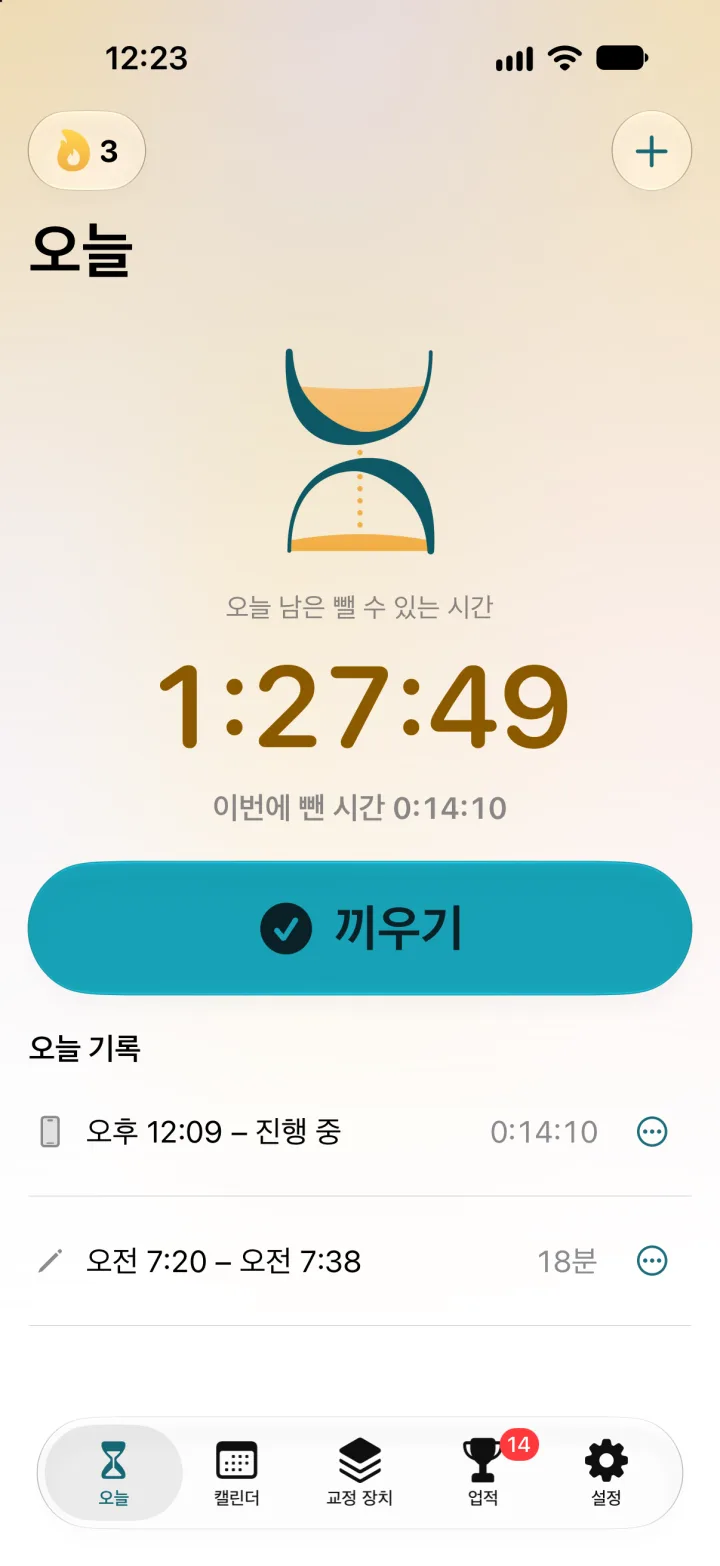 12:23
3
오늘
오늘 남은 뺄 수 있는 시간
1:27:49
이번에 뺀 시간 0:14:10
끼우기
오늘 기록
오후 12:09 – 진행 중 0:14:10
오전 7:20 – 오전 7:38 18분
14
오늘 캘린더 교정 장치 업적 설정